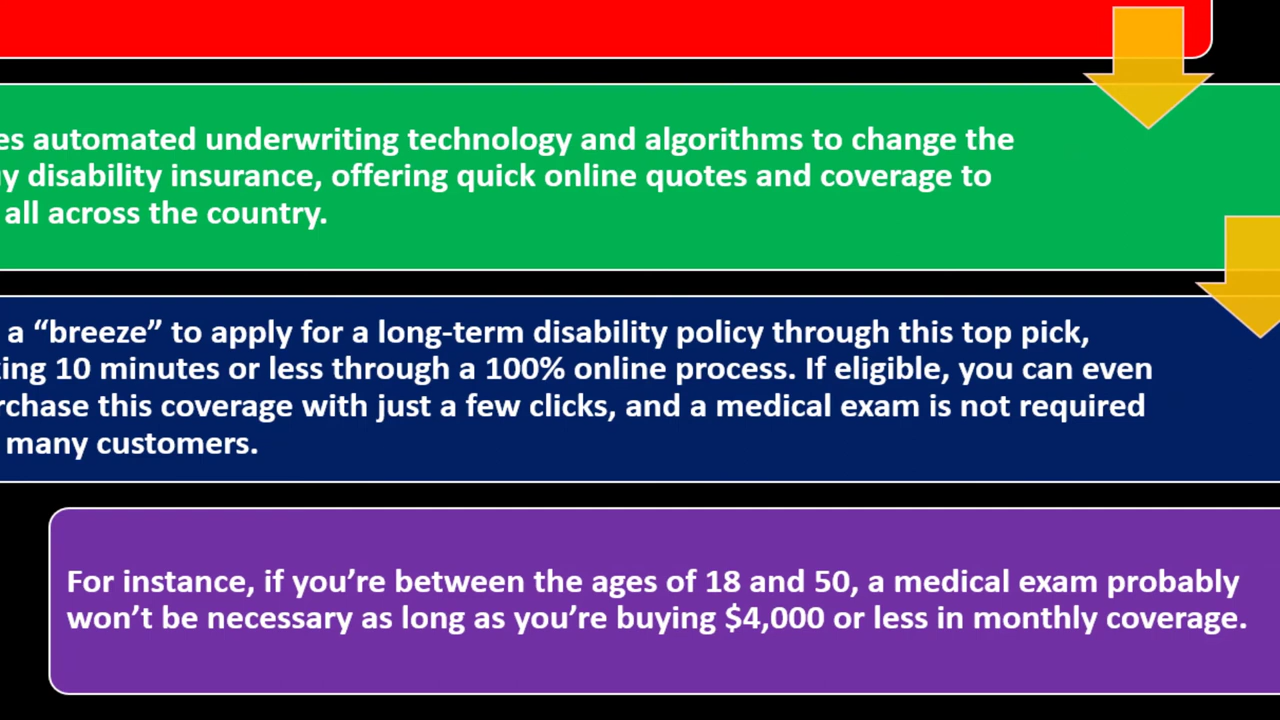 automated underwriting technology and algorithms to change the
disability insurance, offering quick online quotes and coverage to
all across the country.
a “breeze” to apply for a long-term disability policy through this top pick,
10 minutes or less through a 100% online process. If eligible, you can even
this coverage with just a few clicks, and a medical exam is not required
many customers.
For instance, if you’re between the ages of 18 and 50, a medical exam probably
won’t be necessary as long as you’re buying $4,000 or less in monthly coverage.